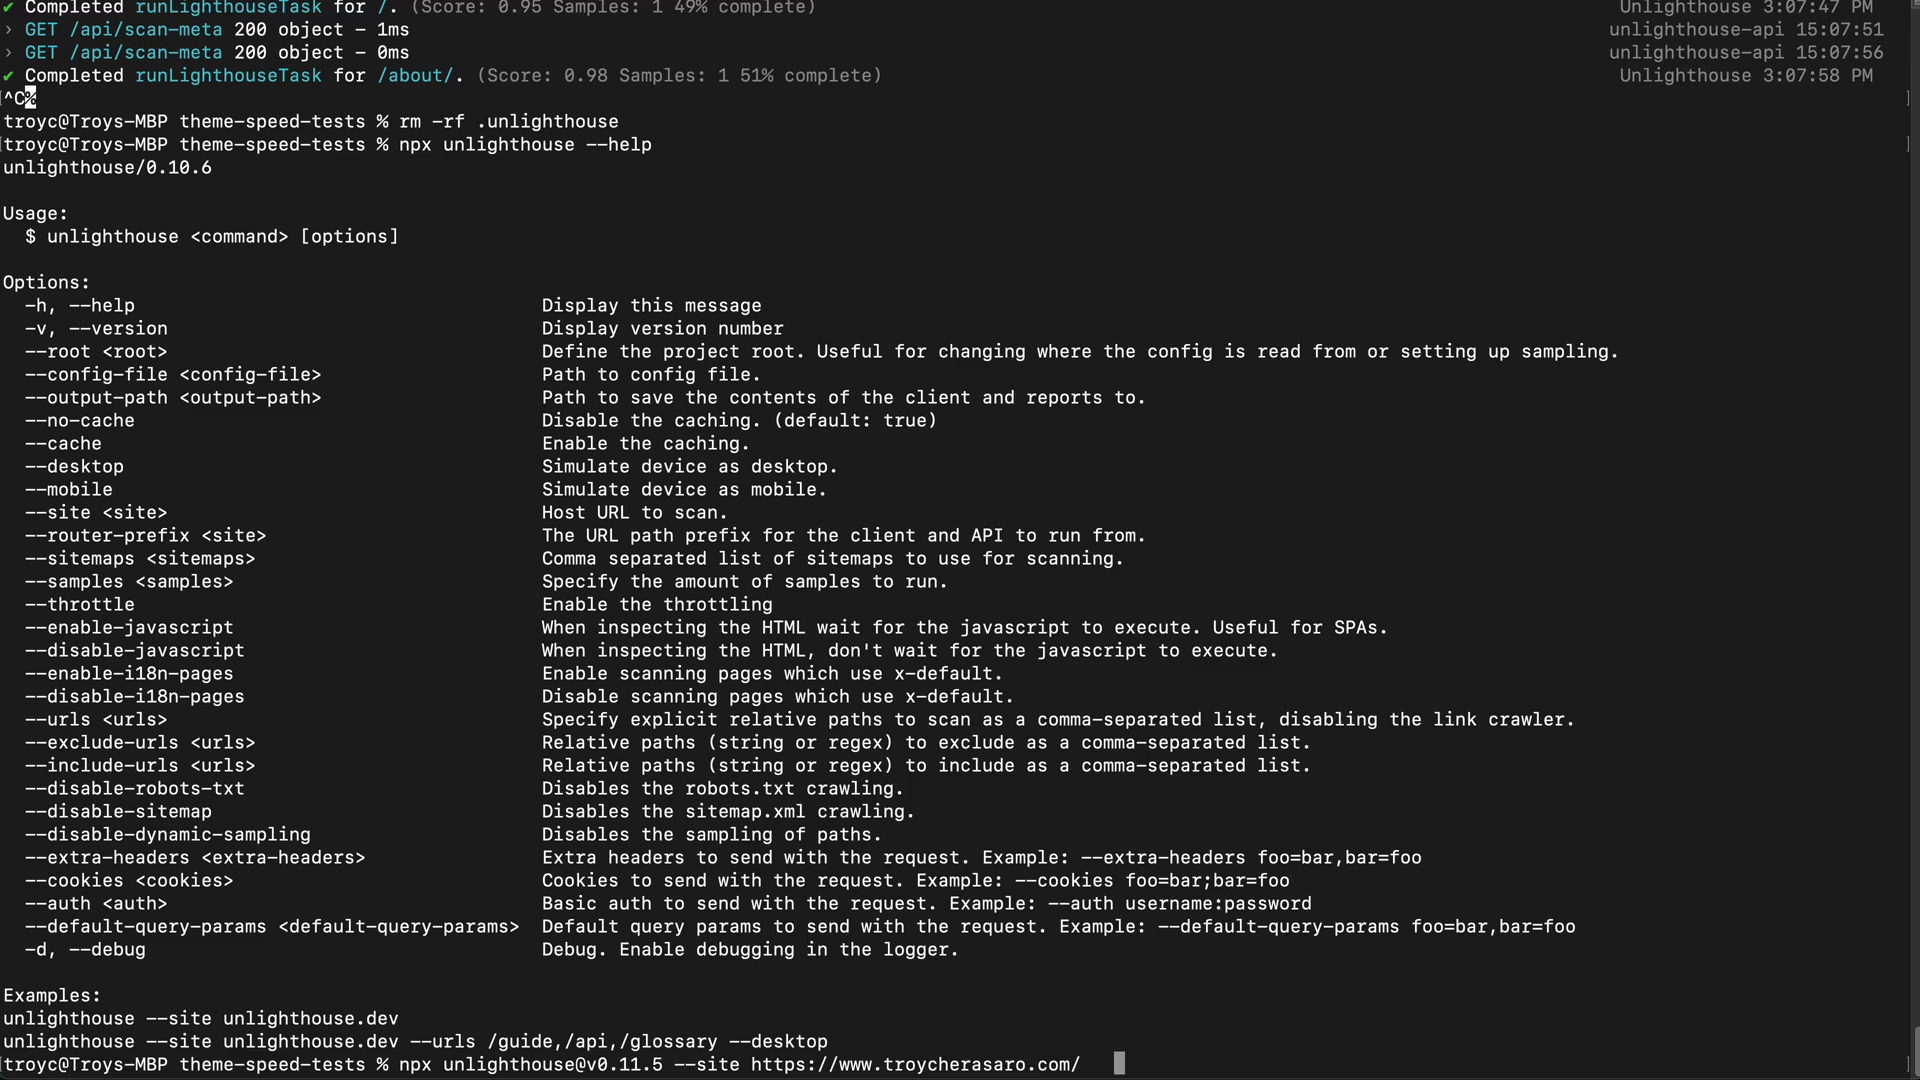 ✔ Completed runLighthouseTask for /. (Score: 0.95 Samples: 1 49% complete) Unlighthouse 3:07:47 PM
› GET /api/scan-meta 200 object - 1ms unlighthouse-api 15:07:51
› GET /api/scan-meta 200 object - 0ms unlighthouse-api 15:07:56
✔ Completed runLighthouseTask for /about/. (Score: 0.98 Samples: 1 51% complete) Unlighthouse 3:07:58 PM
[^C% ]
troyc@Troys-MBP theme-speed-tests % rm -rf .unlighthouse
[troyc@Troys-MBP theme-speed-tests % npx unlighthouse --help ]
unlighthouse/0.10.6
Usage:
$ unlighthouse <command> [options]
Options:
-h, --help Display this message
-v, --version Display version number
--root <root> Define the project root. Useful for changing where the config is read from or setting up sampling.
--config-file <config-file> Path to config file.
--output-path <output-path> Path to save the contents of the client and reports to.
--no-cache Disable the caching. (default: true)
--cache Enable the caching.
--desktop Simulate device as desktop.
--mobile Simulate device as mobile.
--site <site> Host URL to scan.
--router-prefix <site> The URL path prefix for the client and API to run from.
--sitemaps <sitemaps> Comma separated list of sitemaps to use for scanning.
--samples <samples> Specify the amount of samples to run.
--throttle Enable the throttling
--enable-javascript When inspecting the HTML wait for the javascript to execute. Useful for SPAs.
--disable-javascript When inspecting the HTML, don't wait for the javascript to execute.
--enable-i18n-pages Enable scanning pages which use x-default.
--disable-i18n-pages Disable scanning pages which use x-default.
--urls <urls> Specify explicit relative paths to scan as a comma-separated list, disabling the link crawler.
--exclude-urls <urls> Relative paths (string or regex) to exclude as a comma-separated list.
--include-urls <urls> Relative paths (string or regex) to include as a comma-separated list.
--disable-robots-txt Disables the robots.txt crawling.
--disable-sitemap Disables the sitemap.xml crawling.
--disable-dynamic-sampling Disables the sampling of paths.
--extra-headers <extra-headers> Extra headers to send with the request. Example: --extra-headers foo=bar,bar=foo
--cookies <cookies> Cookies to send with the request. Example: --cookies foo=bar;bar=foo
--auth <auth> Basic auth to send with the request. Example: --auth username:password
--default-query-params <default-query-params> Default query params to send with the request. Example: --default-query-params foo=bar,bar=foo
-d, --debug Debug. Enable debugging in the logger.
Examples:
unlighthouse --site unlighthouse.dev
unlighthouse --site unlighthouse.dev --urls /guide,/api,/glossary --desktop
[troyc@Troys-MBP theme-speed-tests % npx unlighthouse@v0.11.5 --site https://www.troycherasaro.com/ ]